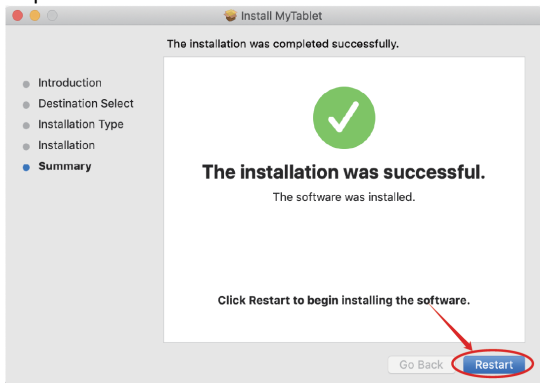 Install MyTablet
The installation was completed successfully.
Introduction
Destination Select
Installation Type
Installation
Summary
The installation was successful.
The software was installed.
Click Restart to begin installing the software.
Go Back
Restart